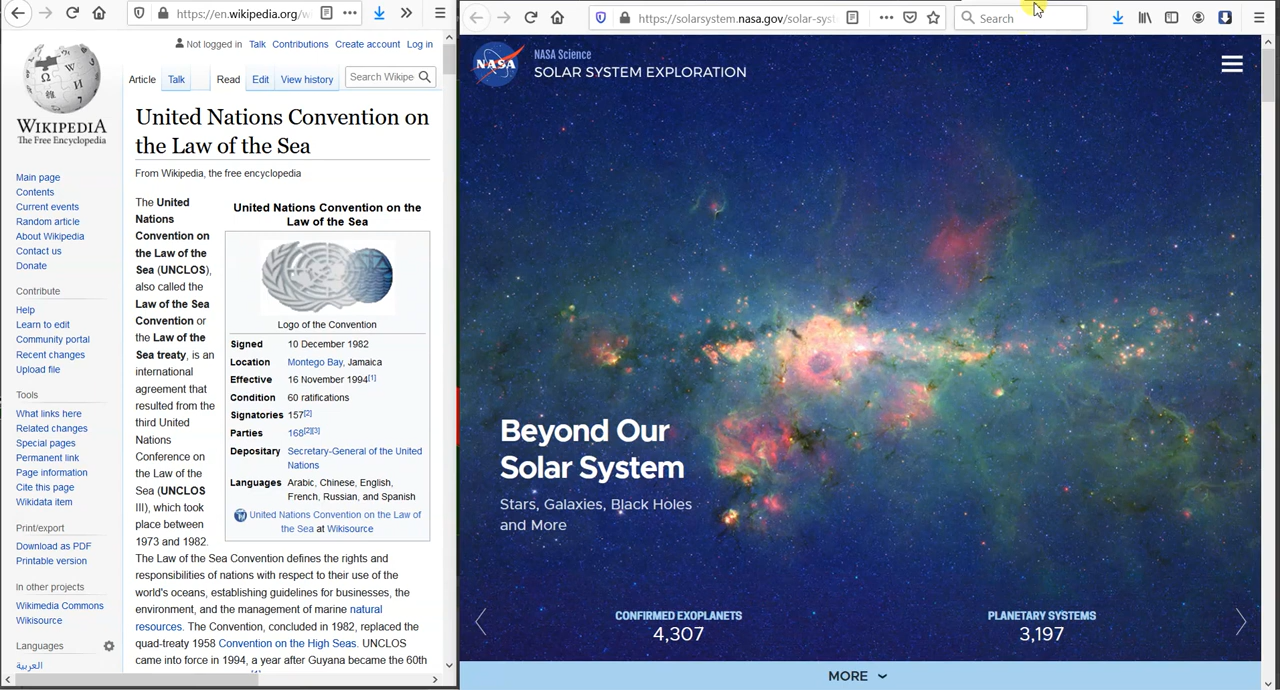 https://en.wikipedia.org/w
Not logged in Talk Contributions Create account Log in
Article Talk Read Edit View history Search Wikipe
WIKIPEDIA
The Free Encyclopedia
Main page
Contents
Current events
Random article
About Wikipedia
Contact us
Donate
Contribute
Help
Learn to edit
Community portal
Recent changes
Upload file
Tools
What links here
Related changes
Special pages
Permanent link
Page information
Cite this page
Wikidata item
Print/export
Download as PDF
Printable version
In other projects
Wikimedia Commons
Wikisource
Languages
العربية
United Nations Convention on
the Law of the Sea
From Wikipedia, the free encyclopedia
The United
Nations
Convention on
the Law of the
Sea (UNCLOS),
also called the
Law of the Sea
Convention or
the Law of the
Sea treaty, is an
international
agreement that
resulted from the
third United
Nations
Conference on
the Law of the
Sea (UNCLOS
III), which took
place between
1973 and 1982.
The Law of the Sea Convention defines the rights and
responsibilities of nations with respect to their use of the
world's oceans, establishing guidelines for businesses, the
environment, and the management of marine natural
resources. The Convention, concluded in 1982, replaced the
quad-treaty 1958 Convention on the High Seas. UNCLOS
came into force in 1994, a year after Guyana became the 60th
United Nations Convention on the
Law of the Sea
Logo of the Convention
Signed 10 December 1982
Location Montego Bay, Jamaica
Effective 16 November 1994[1]
Condition 60 ratifications
Signatories 157[2]
Parties 168[2][3]
Depositary Secretary-General of the United
Nations
Languages Arabic, Chinese, English,
French, Russian, and Spanish
United Nations Convention on the Law of
the Sea at Wikisource
https://solarsystem.nasa.gov/solar-sys
Search
NASA
NASA Science
SOLAR SYSTEM EXPLORATION
Beyond Our
Solar System
Stars, Galaxies, Black Holes
and More
CONFIRMED EXOPLANETS
4,307
PLANETARY SYSTEMS
3,197
MORE